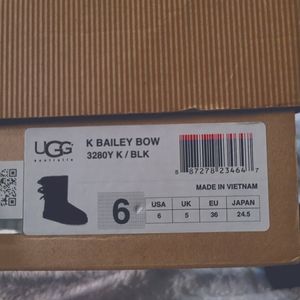 UGG
australia
K BAILEY BOW
3280Y K / BLK
8 87278 23464 7
MADE IN VIETNAM
6
USA UK EU JAPAN
6 5 36 24.5